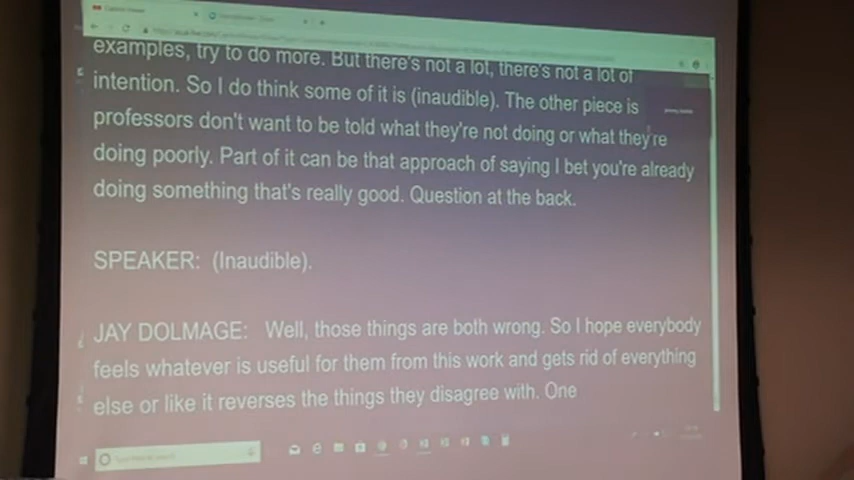 examples, try to do more. But there's not a lot, there's not a lot of
intention. So I do think some of it is (inaudible). The other piece is
professors don't want to be told what they're not doing or what they're
doing poorly. Part of it can be that approach of saying I bet you're already
doing something that's really good. Question at the back.
SPEAKER: (Inaudible).
JAY DOLMAGE: Well, those things are both wrong. So I hope everybody
feels whatever is useful for them from this work and gets rid of everything
else or like it reverses the things they disagree with. One